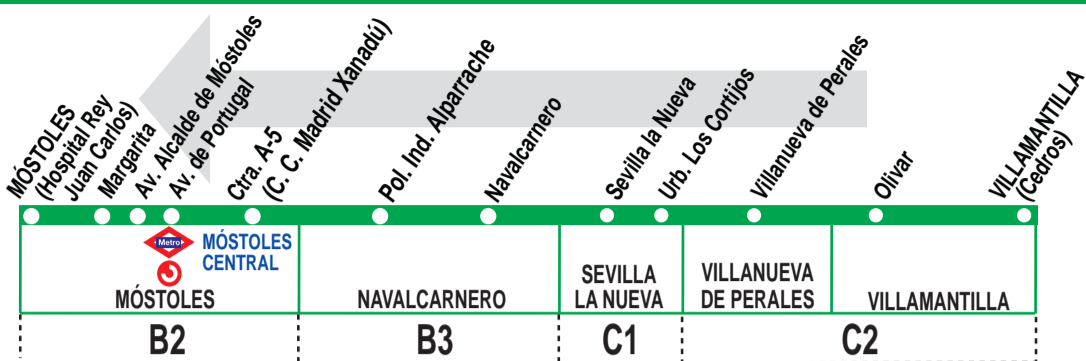 MÓSTOLES
(Hospital Rey
Juan Carlos)
Margarita
Av. Alcalde de Móstoles
Av. de Portugal
Ctra. A-5
(C. C. Madrid Xanadú)
Pol. Ind. Alparrache
Navalcarnero
Sevilla la Nueva
Urb. Los Cortijos
Villanueva de Perales
Olivar
VILLAMANTILLA
(Cedros)
Metro
MÓSTOLES
CENTRAL
MÓSTOLES
NAVALCARNERO
SEVILLA
LA NUEVA
VILLANUEVA
DE PERALES
VILLAMANTILLA
B2
B3
C1
C2